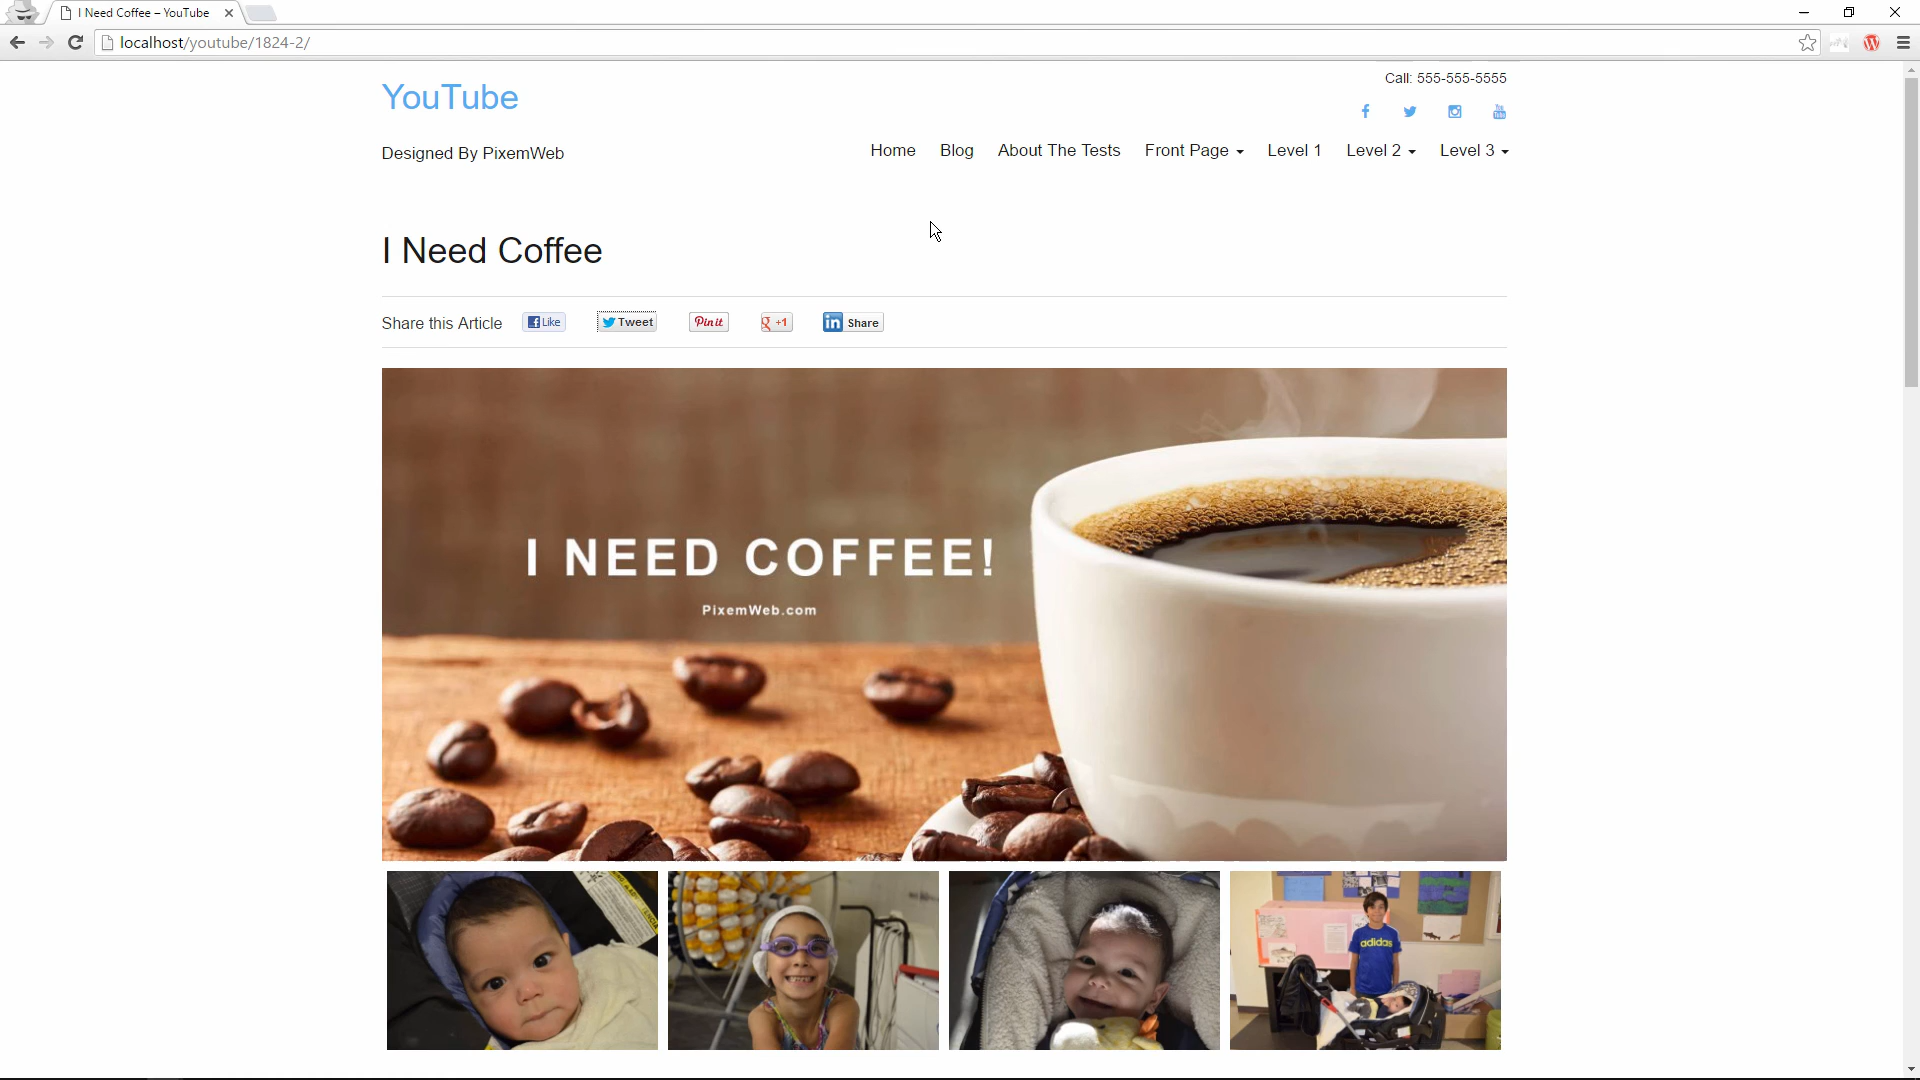 I Need Coffee – YouTube
localhost/youtube/1824-2/
Call: 555-555-5555
YouTube
Designed By PixemWeb
Home Blog About The Tests Front Page Level 1 Level 2 Level 3
I Need Coffee
Share this Article Like Tweet Pin it g +1 in Share
I NEED COFFEE!
PixemWeb.com
adidas